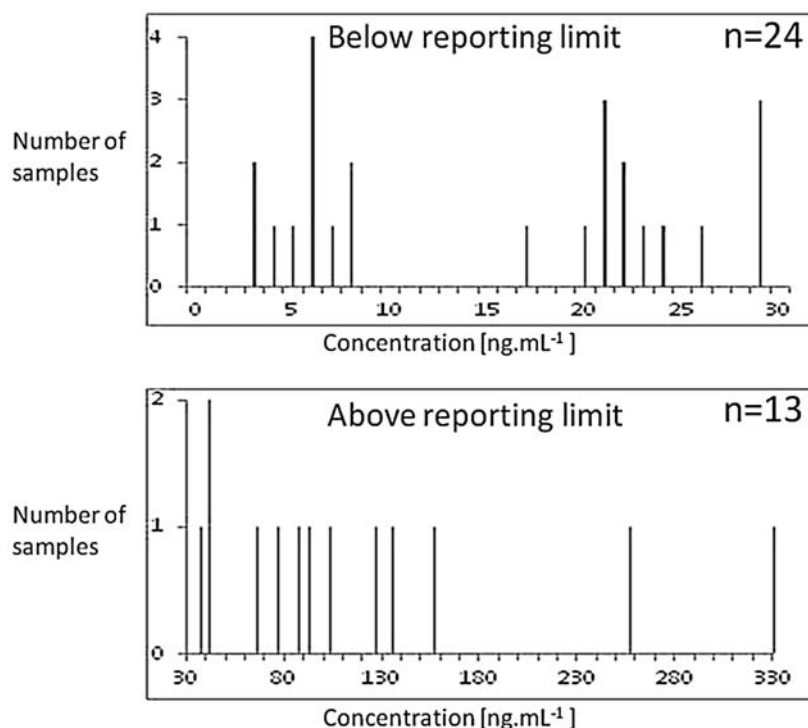 Below reporting limit n=24
4
3
Number of
samples
2
1
0
0 5 10 15 20 25 30
Concentration [ng.mL⁻¹ ]
Above reporting limit n=13
2
Number of
samples
1
0
30 80 130 180 230 280 330
Concentration [ng.mL⁻¹ ]